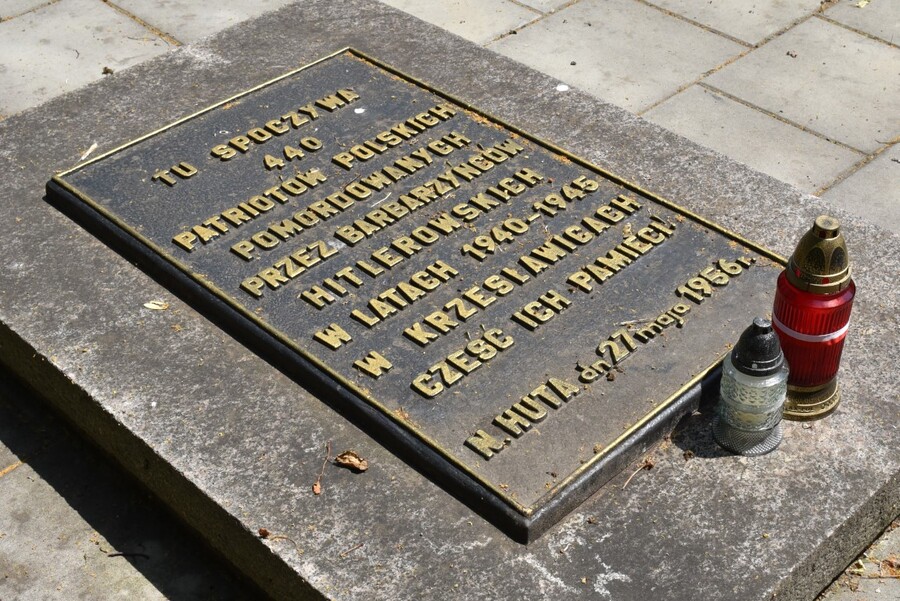 TU SPOCZYWA
440
PATRIOTÓW POLSKICH
POMORDOWANYCH
PRZEZ BARBARZYŃCÓW
HITLEROWSKICH
W LATACH 1940-1945
W KRZESŁAWICACH
CZEŚĆ ICH PAMIĘCI!
N. HUTA dn 27 maja 1956 r.